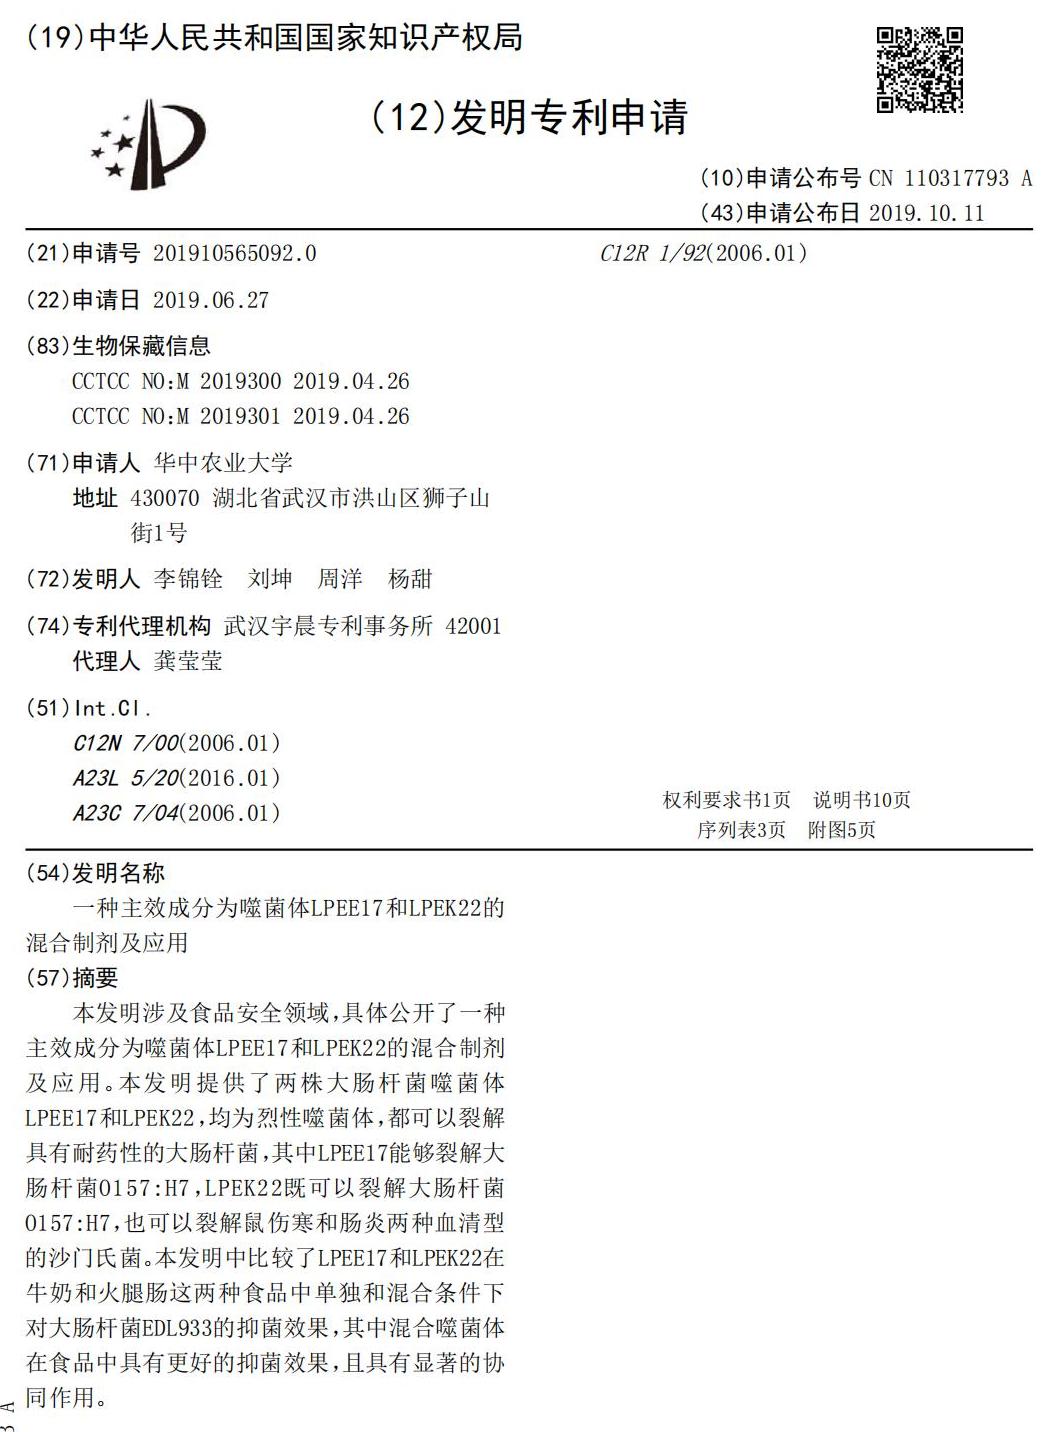 (19)中华人民共和国国家知识产权局
(12)发明专利申请
(10)申请公布号 CN 110317793 A
(43)申请公布日 2019.10.11
(21)申请号 201910565092.0
(22)申请日 2019.06.27
(83)生物保藏信息
CCTCC NO:M 2019300 2019.04.26
CCTCC NO:M 2019301 2019.04.26
(71)申请人 华中农业大学
地址 430070 湖北省武汉市洪山区狮子山
街1号
(72)发明人 李锦铨 刘坤 周洋 杨甜
(74)专利代理机构 武汉宇晨专利事务所 42001
代理人 龚莹莹
(51)Int.Cl.
C12N 7/00(2006.01)
A23L 5/20(2016.01)
A23C 7/04(2006.01)
C12R 1/92(2006.01)
权利要求书1页 说明书10页
序列表3页 附图5页
(54)发明名称
一种主效成分为噬菌体LPEE17和LPEK22的
混合制剂及应用
(57)摘要
本发明涉及食品安全领域,具体公开了一种
主效成分为噬菌体LPEE17和LPEK22的混合制剂
及应用。本发明提供了两株大肠杆菌噬菌体
LPEE17和LPEK22,均为烈性噬菌体,都可以裂解
具有耐药性的大肠杆菌,其中LPEE17能够裂解大
肠杆菌O157:H7,LPEK22既可以裂解大肠杆菌
O157:H7,也可以裂解鼠伤寒和肠炎两种血清型
的沙门氏菌。本发明中比较了LPEE17和LPEK22在
牛奶和火腿肠这两种食品中单独和混合条件下
对大肠杆菌EDL933的抑菌效果,其中混合噬菌体
在食品中具有更好的抑菌效果,且具有显著的协
同作用。
3 A